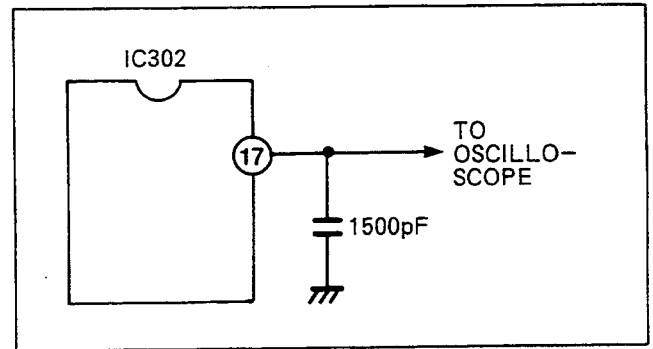 IC302
17
TO
OSCILLO-
SCOPE
1500pF